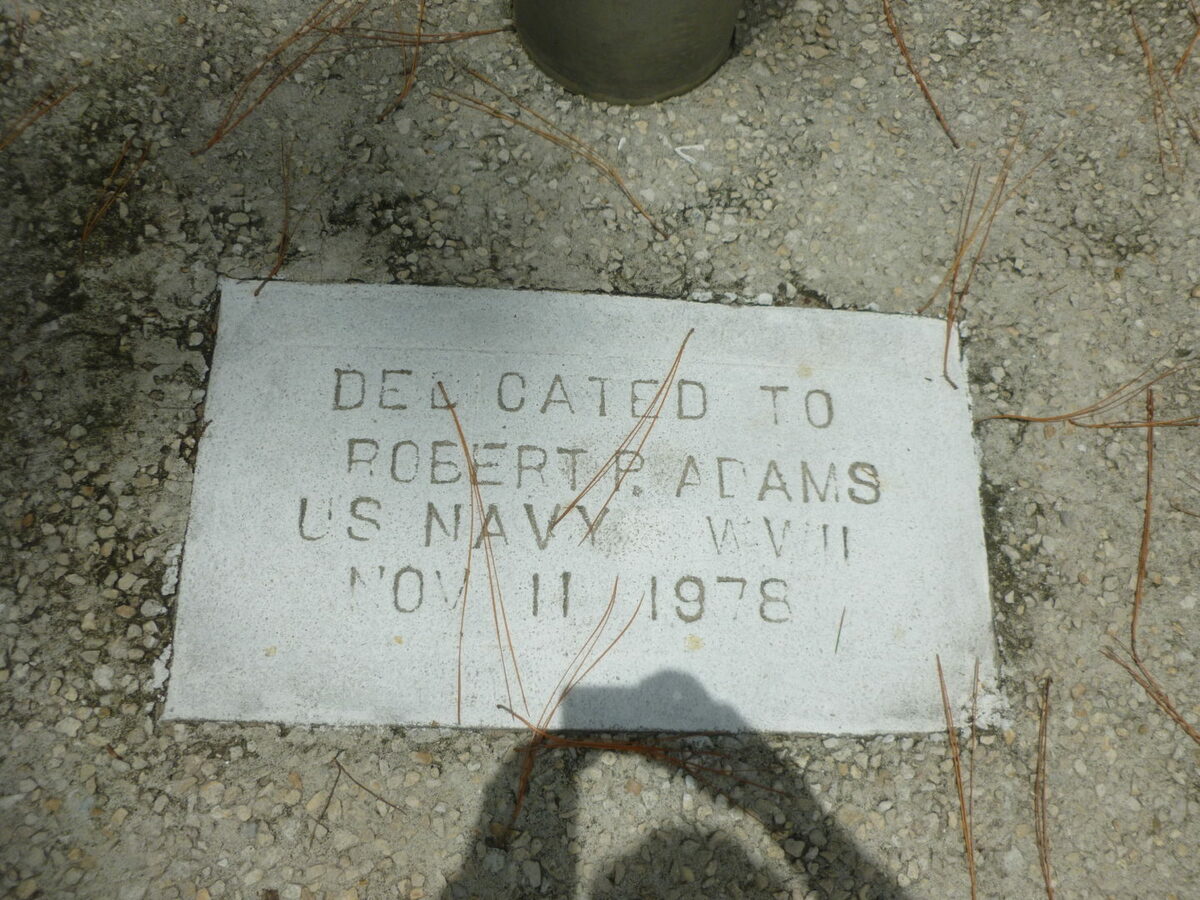 DEDICATED TO
ROBERT P. ADAMS
US NAVY WWII
NOV 11 1978